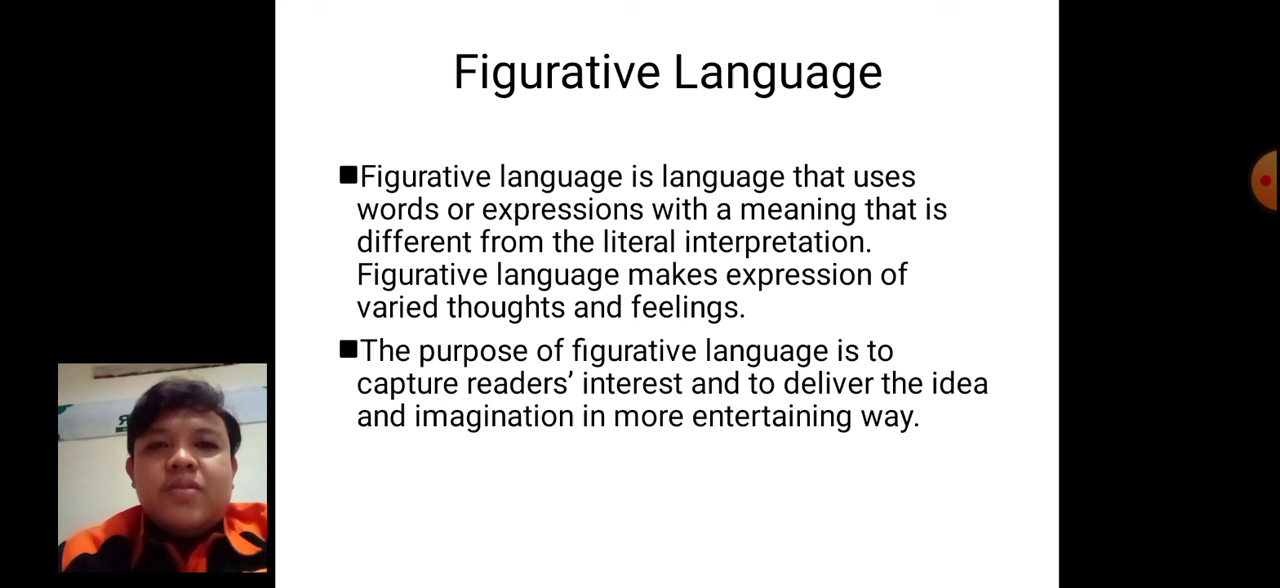 Figurative Language
■Figurative language is language that uses
words or expressions with a meaning that is
different from the literal interpretation.
Figurative language makes expression of
varied thoughts and feelings.
■The purpose of figurative language is to
capture readers’ interest and to deliver the idea
and imagination in more entertaining way.